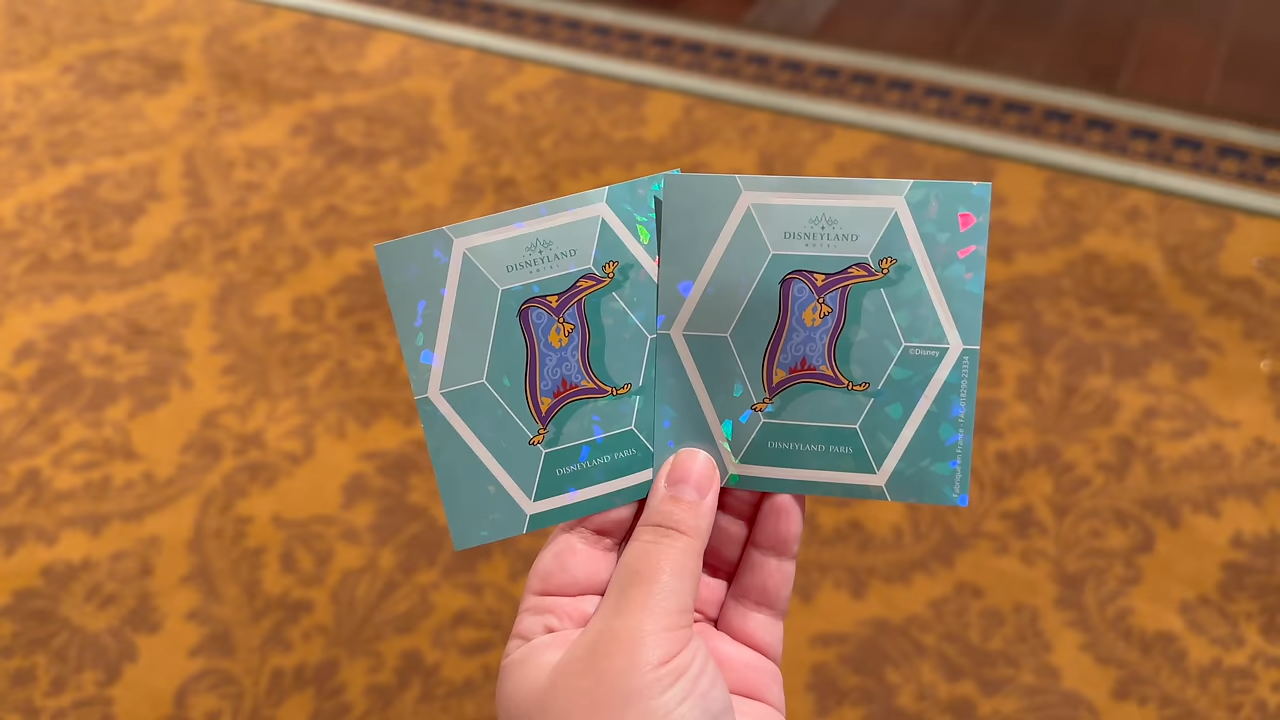 DISNEYLAND
HOTEL
DISNEYLAND PARIS
DISNEYLAND
HOTEL
©Disney
DISNEYLAND PARIS
Fabriqué en France - FAC-018290-23334